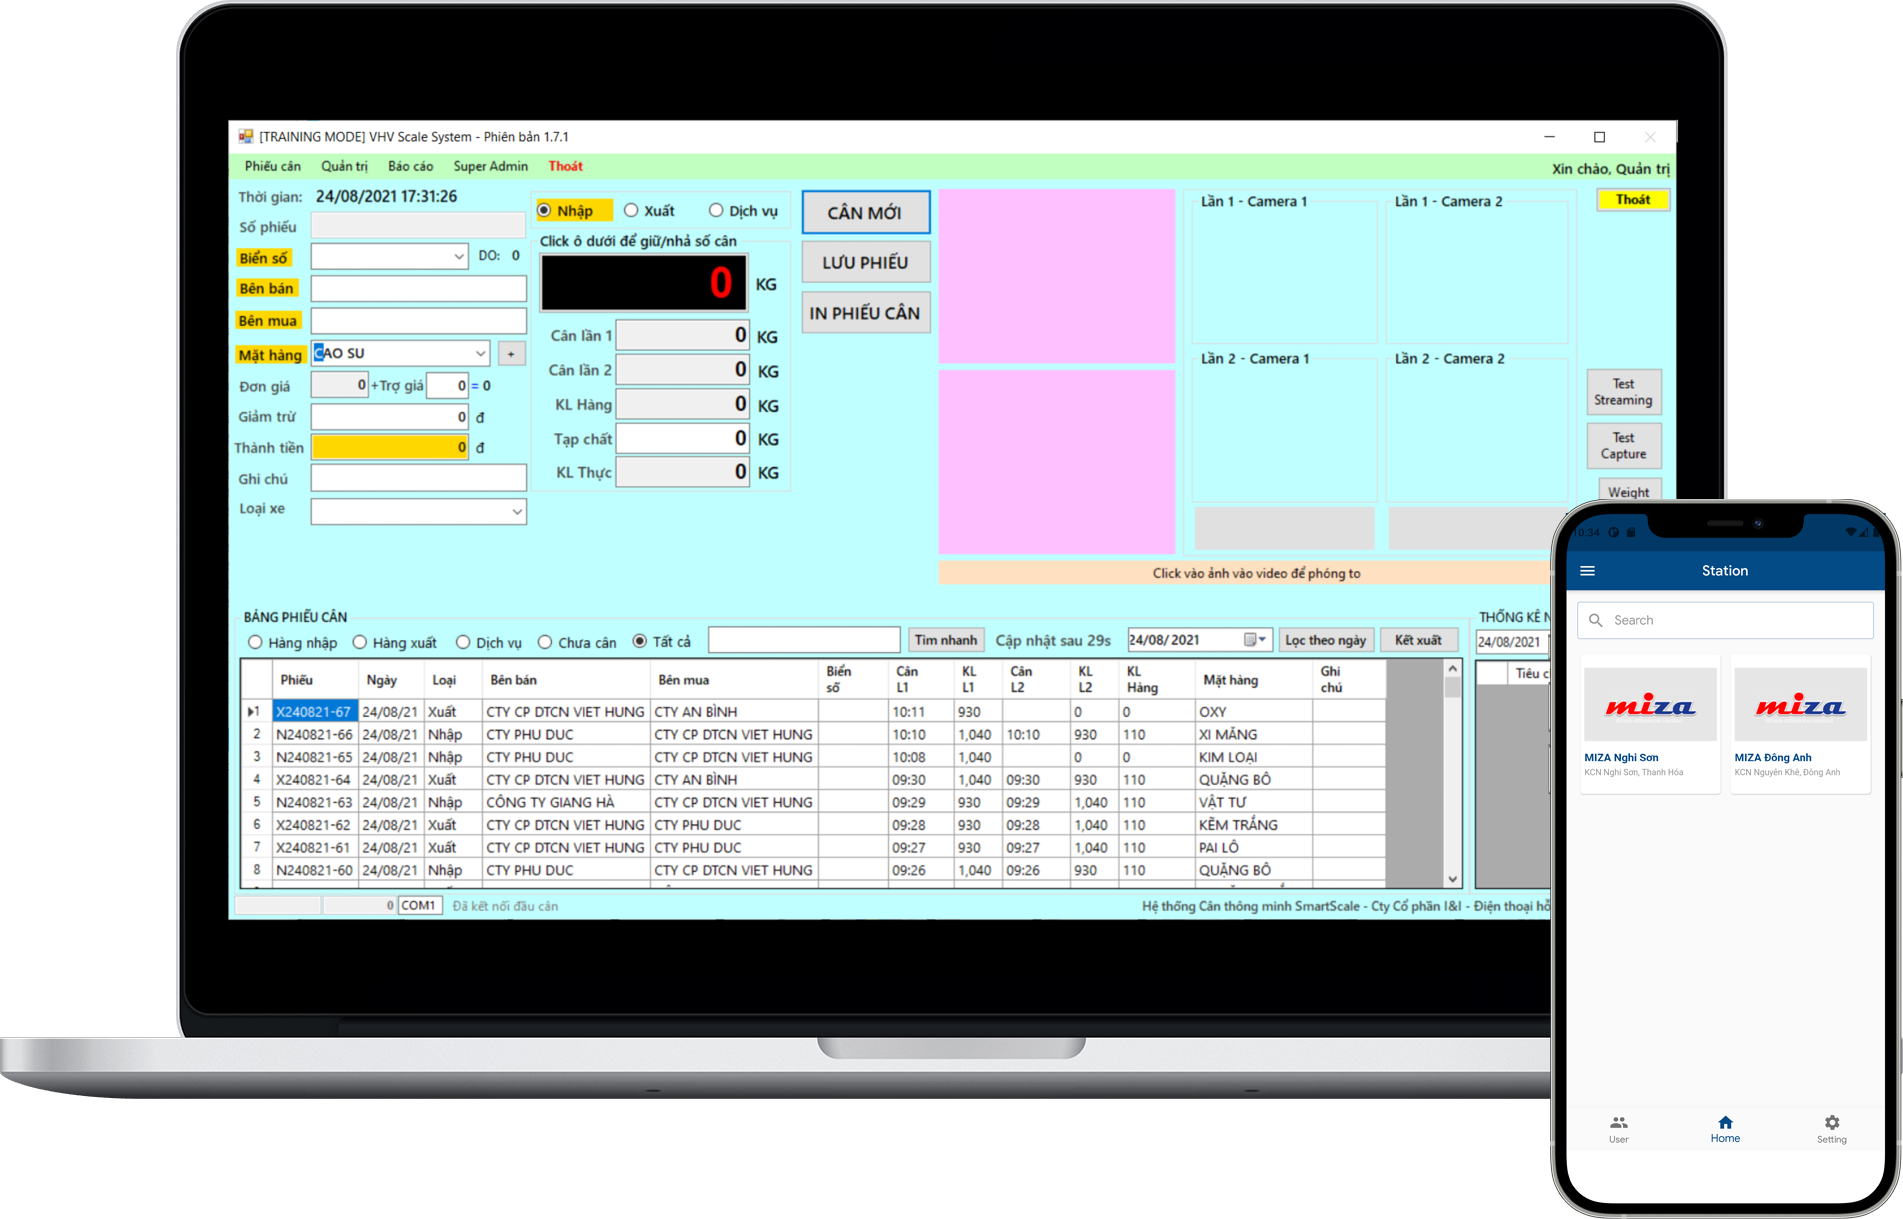 [TRAINING MODE] VHV Scale System - Phiên bản 1.7.1
Phiếu cân Quản trị Báo cáo Super Admin Thoát
Xin chào, Quản trị
Thời gian: 24/08/2021 17:31:26
Số phiếu
Biển số DO: 0
Bên bán
Bên mua
Mặt hàng CAO SU +
Đơn giá 0 +Trợ giá 0 = 0
Giảm trừ 0 đ
Thành tiền 0 đ
Ghi chú
Loại xe
Nhập Xuất Dịch vụ
Click ô dưới để giữ/nhả số cân
0 KG
Cân lần 1 0 KG
Cân lần 2 0 KG
KL Hàng 0 KG
Tạp chất 0 KG
KL Thực 0 KG
CÂN MỚI
LƯU PHIẾU
IN PHIẾU CÂN
Lần 1 - Camera 1 Lần 1 - Camera 2
Lần 2 - Camera 1 Lần 2 - Camera 2
Thoát
Test
Streaming
Test
Capture
Weight
Click vào ảnh vào video để phóng to
BẢNG PHIẾU CÂN
Hàng nhập Hàng xuất Dịch vụ Chưa cân Tất cả Tìm nhanh Cập nhật sau 29s 24/08/2021 Lọc theo ngày Kết xuất
Phiếu Ngày Loại Bên bán Bên mua Biển số Cân L1 KL L1 Cân L2 KL L2 KL Hàng Mặt hàng Ghi chú
1 X240821-67 24/08/21 Xuất CTY CP DTCN VIET HUNG CTY AN BÌNH 10:11 930 0 0 OXY
2 N240821-66 24/08/21 Nhập CTY PHU DUC CTY CP DTCN VIET HUNG 10:10 1,040 10:10 930 110 XI MĂNG
3 N240821-65 24/08/21 Nhập CTY PHU DUC CTY CP DTCN VIET HUNG 10:08 1,040 0 0 KIM LOẠI
4 X240821-64 24/08/21 Xuất CTY CP DTCN VIET HUNG CTY AN BÌNH 09:30 1,040 09:30 930 110 QUẶNG BÔ
5 N240821-63 24/08/21 Nhập CÔNG TY GIANG HÀ CTY CP DTCN VIET HUNG 09:29 930 09:29 1,040 110 VẬT TƯ
6 X240821-62 24/08/21 Xuất CTY CP DTCN VIET HUNG CTY PHU DUC 09:28 930 09:28 1,040 110 KẼM TRẮNG
7 X240821-61 24/08/21 Xuất CTY CP DTCN VIET HUNG CTY PHU DUC 09:27 930 09:27 1,040 110 PAI LÔ
8 N240821-60 24/08/21 Nhập CTY PHU DUC CTY CP DTCN VIET HUNG 09:26 1,040 09:26 930 110 QUẶNG BÔ
THỐNG KÊ N
24/08/2021
Tiêu c
0 COM1 Đã kết nối đầu cân
Hệ thống Cân thông minh SmartScale - Cty Cổ phần I&I - Điện thoại hỗ
10:34
Station
Search
miza miza
MIZA Nghi Sơn
KCN Nghi Sơn, Thanh Hóa
MIZA Đông Anh
KCN Nguyên Khê, Đông Anh
User Home Setting